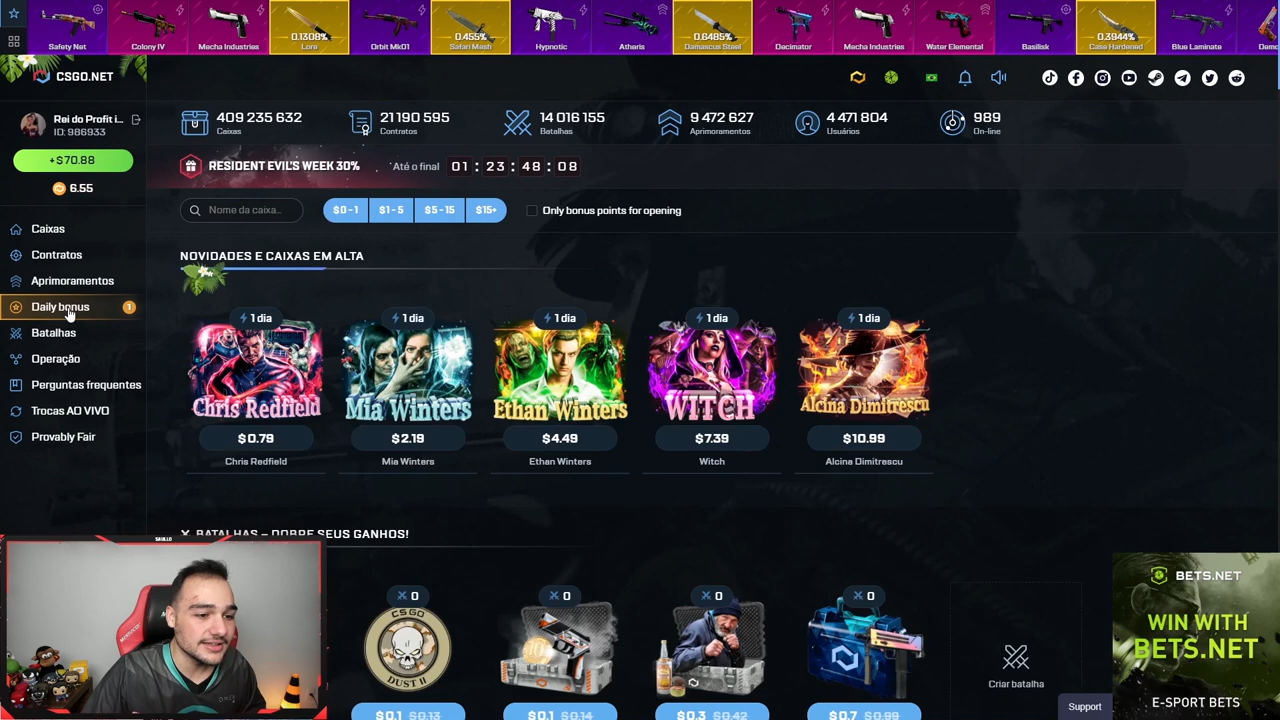 Safety Net
Colony IV
Mecha Industries
0.1308%
Lore
Orbit Mk01
0.455%
Safari Mesh
Hypnotic
Atheris
0.6485%
Damascus Steel
Decimator
Mecha Industries
Water Elemental
Basilisk
0.3944%
Case Hardened
Blue Laminate
CSGO.NET
Rei do Profit i...
ID: 986933
+$70.88
6.55
Caixas
Contratos
Aprimoramentos
Daily bonus
1
Batalhas
Operação
Perguntas frequentes
Trocas AO VIVO
Provably Fair
409 235 632
Caixas
21 190 595
Contratos
14 016 155
Batalhas
9 472 627
Aprimoramentos
4 471 804
Usuários
989
On-line
RESIDENT EVIL'S WEEK 30%
Até o final
01 : 23 : 48 : 08
Nome da caixa...
$0 - 1
$1 - 5
$5 - 15
$15+
Only bonus points for opening
NOVIDADES E CAIXAS EM ALTA
1 dia
1 dia
1 dia
1 dia
1 dia
Chris Redfield
Mia Winters
Ethan Winters
WITCH
Alcina Dimitrescu
$0.79
$2.19
$4.49
$7.39
$10.99
Chris Redfield
Mia Winters
Ethan Winters
Witch
Alcina Dimitrescu
BATALHAS – DOBRE SEUS GANHOS!
0
0
0
0
CS GO
DUST II
10
$0.1 $0.13
$0.1 $0.14
$0.3 $0.42
$0.7 $0.99
Criar batalha
Support
BETS.NET
WIN WITH
BETS.NET
E-SPORT BETS